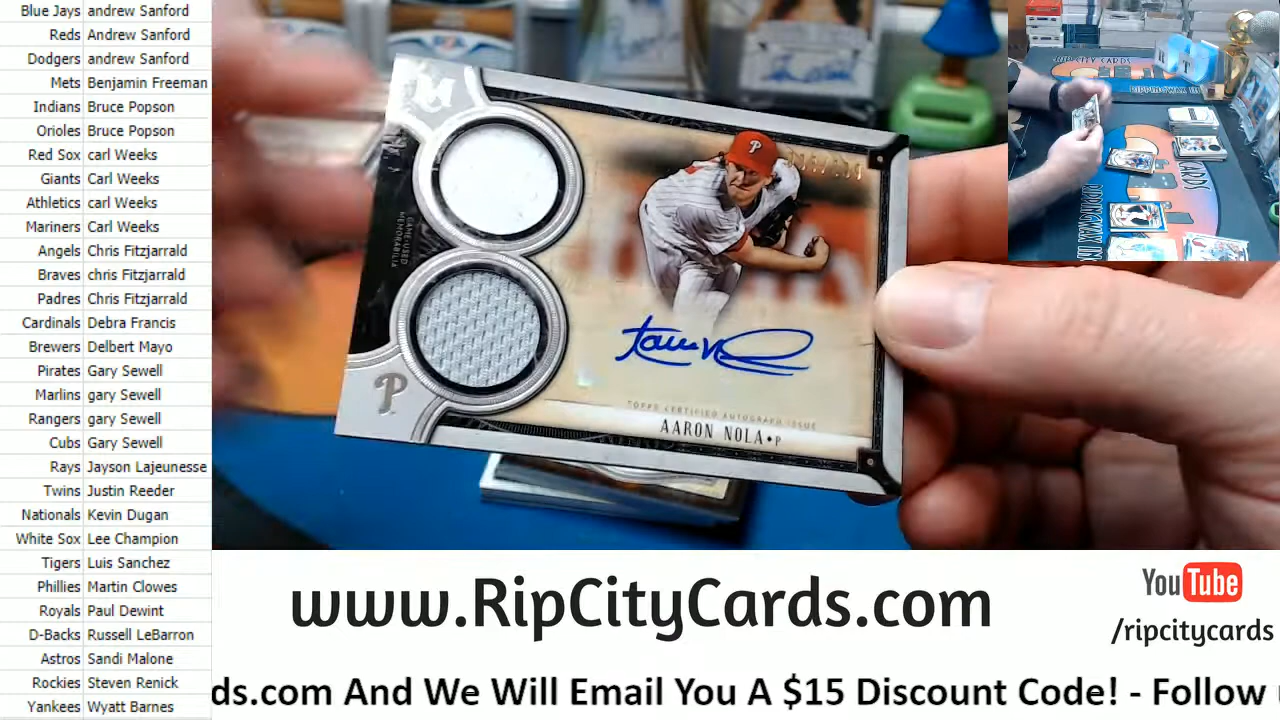 Blue Jays andrew Sanford
Reds Andrew Sanford
Dodgers andrew Sanford
Mets Benjamin Freeman
Indians Bruce Popson
Orioles Bruce Popson
Red Sox carl Weeks
Giants Carl Weeks
Athletics carl Weeks
Mariners Carl Weeks
Angels Chris Fitzjarrald
Braves chris Fitzjarrald
Padres Chris Fitzjarrald
Cardinals Debra Francis
Brewers Delbert Mayo
Pirates Gary Sewell
Marlins gary Sewell
Rangers gary Sewell
Cubs Gary Sewell
Rays Jayson Lajeunesse
Twins Justin Reeder
Nationals Kevin Dugan
White Sox Lee Champion
Tigers Luis Sanchez
Phillies Martin Clowes
Royals Paul Dewint
D-Backs Russell LeBarron
Astros Sandi Malone
Rockies Steven Renick
Yankees Wyatt Barnes
GAME-USED
MEMORABILIA
P
P
TOPPS CERTIFIED AUTOGRAPH ISSUE
AARON NOLA • P
RIP CITY CARDS
www.RipCityCards.com
YouTube
/ripcitycards
ds.com And We Will Email You A $15 Discount Code! - Follow